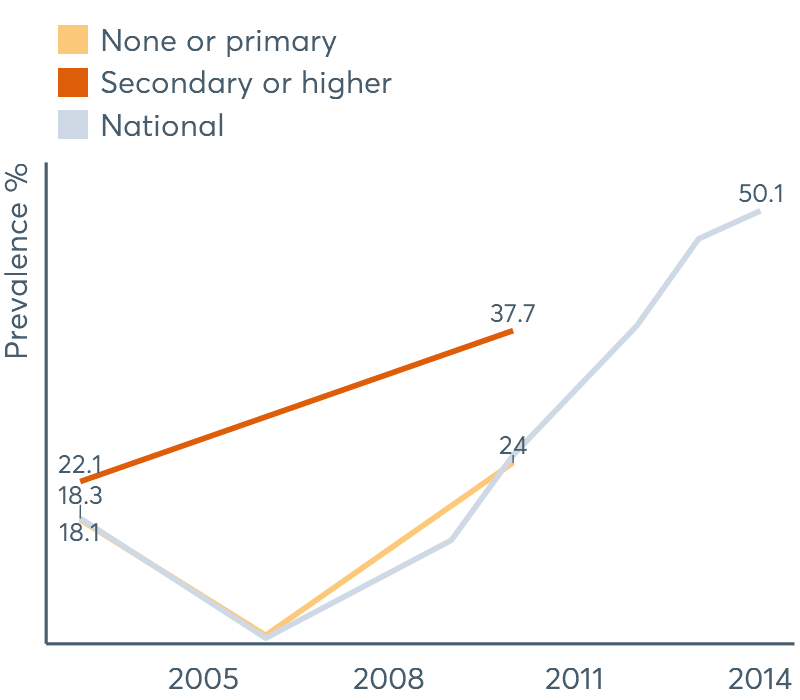 None or primary
Secondary or higher
National
Prevalence %
50.1
37.7
24
22.1
18.3
18.1
2005 2008 2011 2014